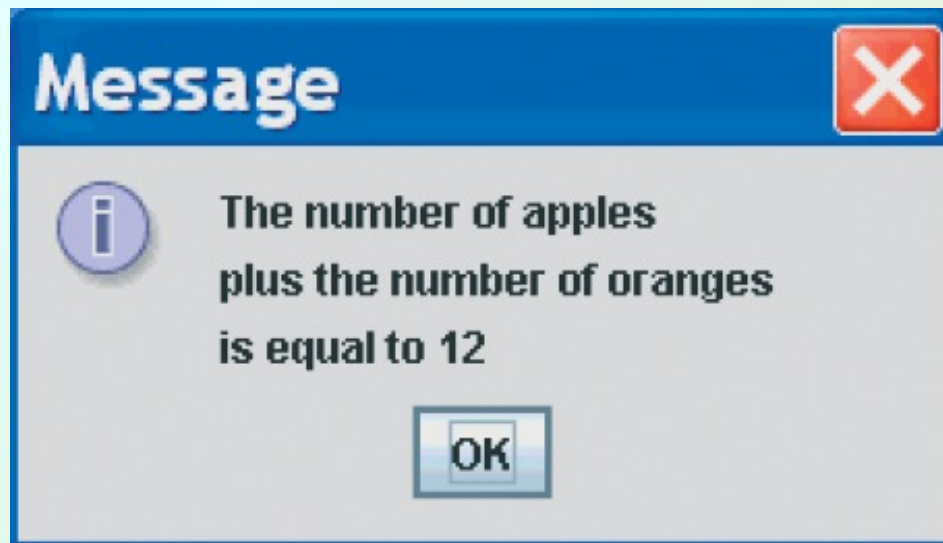 Message
The number of apples
plus the number of oranges
is equal to 12
OK